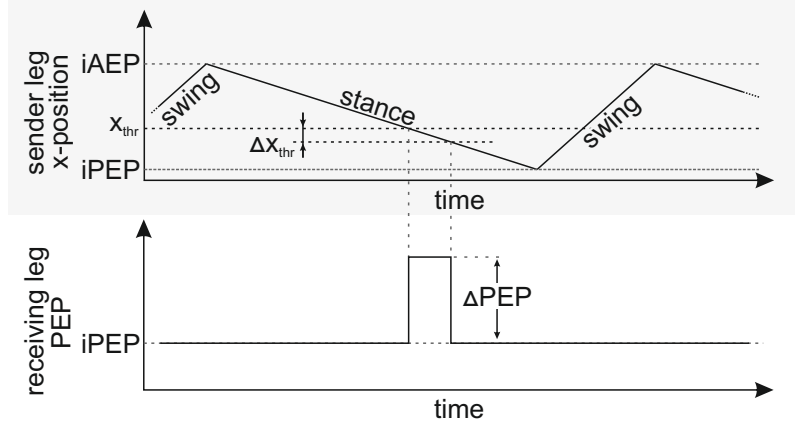 sender leg
x-position
iAEP
x_thr
iPEP
swing
stance
Δx_thr
swing
time
receiving leg
PEP
iPEP
ΔPEP
time